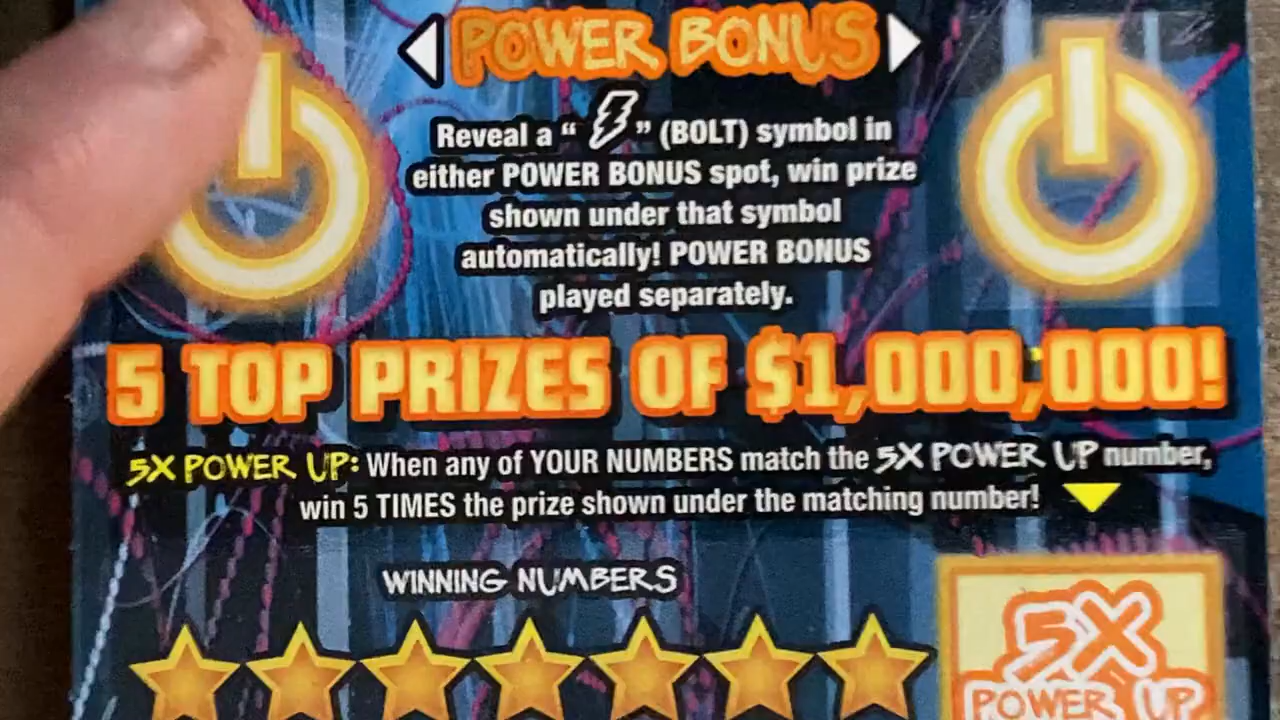 POWER BONUS
Reveal a " " (BOLT) symbol in
either POWER BONUS spot, win prize
shown under that symbol
automatically! POWER BONUS
played separately.
5 TOP PRIZES OF $1,000,000!
5X POWER UP: When any of YOUR NUMBERS match the 5X POWER UP number,
win 5 TIMES the prize shown under the matching number!
WINNING NUMBERS
5X
POWER UP